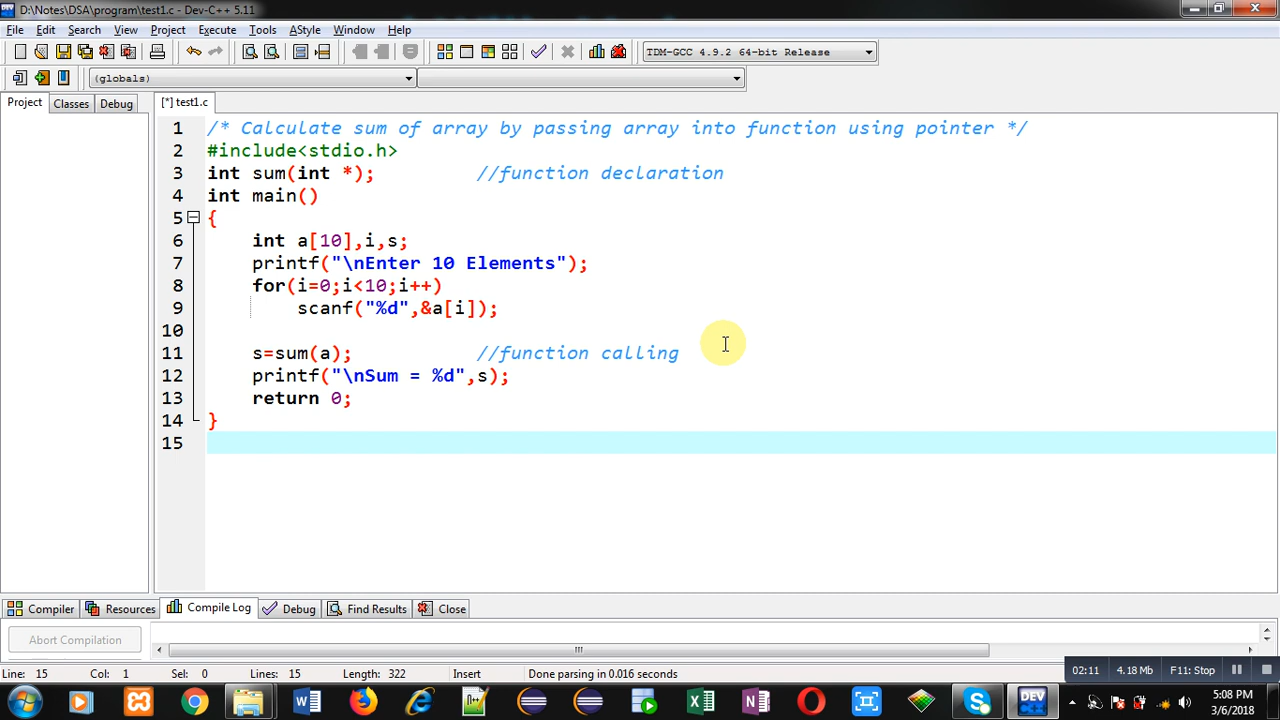 D:\Notes\DSA\program\test1.c - Dev-C++ 5.11
File Edit Search View Project Execute Tools AStyle Window Help
TDM-GCC 4.9.2 64-bit Release
(globals)
Project Classes Debug
[*] test1.c
1 /* Calculate sum of array by passing array into function using pointer */
2 #include<stdio.h>
3 int sum(int *); //function declaration
4 int main()
5 {
6 int a[10],i,s;
7 printf("\nEnter 10 Elements");
8 for(i=0;i<10;i++)
9 scanf("%d",&a[i]);
10
11 s=sum(a); //function calling
12 printf("\nSum = %d",s);
13 return 0;
14 }
15
Compiler Resources Compile Log Debug Find Results Close
Abort Compilation
Line: 15 Col: 1 Sel: 0 Lines: 15 Length: 322 Insert Done parsing in 0.016 seconds
02:11 4.18 Mb F11: Stop
DEV
5:08 PM
3/6/2018